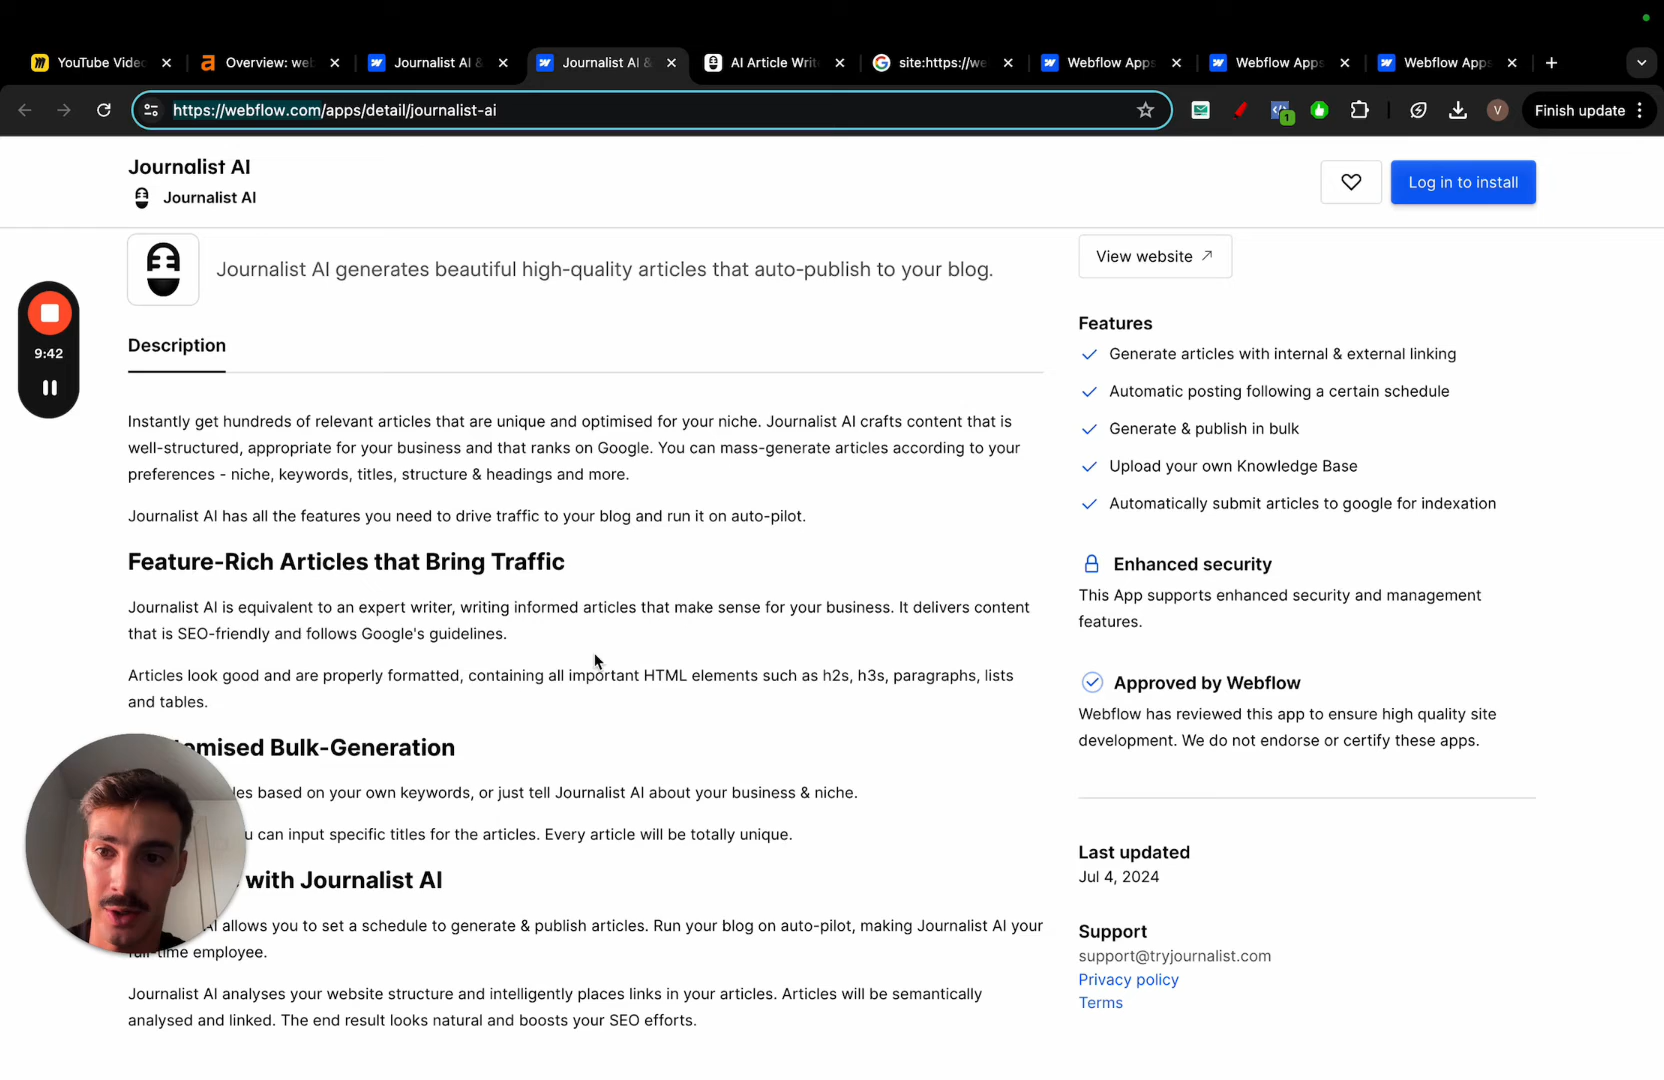 YouTube Vide
Overview: we
Journalist AI &
Journalist AI &
AI Article Writ
site:https://we
Webflow Apps
Webflow Apps
Webflow Apps
https://webflow.com/apps/detail/journalist-ai
1
V
Finish update
Journalist AI
Journalist AI
Log in to install
Journalist AI generates beautiful high-quality articles that auto-publish to your blog.
View website
9:42
Description
Instantly get hundreds of relevant articles that are unique and optimised for your niche. Journalist AI crafts content that is
well-structured, appropriate for your business and that ranks on Google. You can mass-generate articles according to your
preferences - niche, keywords, titles, structure & headings and more.
Journalist AI has all the features you need to drive traffic to your blog and run it on auto-pilot.
Feature-Rich Articles that Bring Traffic
Journalist AI is equivalent to an expert writer, writing informed articles that make sense for your business. It delivers content
that is SEO-friendly and follows Google's guidelines.
Articles look good and are properly formatted, containing all important HTML elements such as h2s, h3s, paragraphs, lists
and tables.
omised Bulk-Generation
les based on your own keywords, or just tell Journalist AI about your business & niche.
u can input specific titles for the articles. Every article will be totally unique.
with Journalist AI
AI allows you to set a schedule to generate & publish articles. Run your blog on auto-pilot, making Journalist AI your
full-time employee.
Journalist AI analyses your website structure and intelligently places links in your articles. Articles will be semantically
analysed and linked. The end result looks natural and boosts your SEO efforts.
Features
Generate articles with internal & external linking
Automatic posting following a certain schedule
Generate & publish in bulk
Upload your own Knowledge Base
Automatically submit articles to google for indexation
Enhanced security
This App supports enhanced security and management
features.
Approved by Webflow
Webflow has reviewed this app to ensure high quality site
development. We do not endorse or certify these apps.
Last updated
Jul 4, 2024
Support
support@tryjournalist.com
Privacy policy
Terms